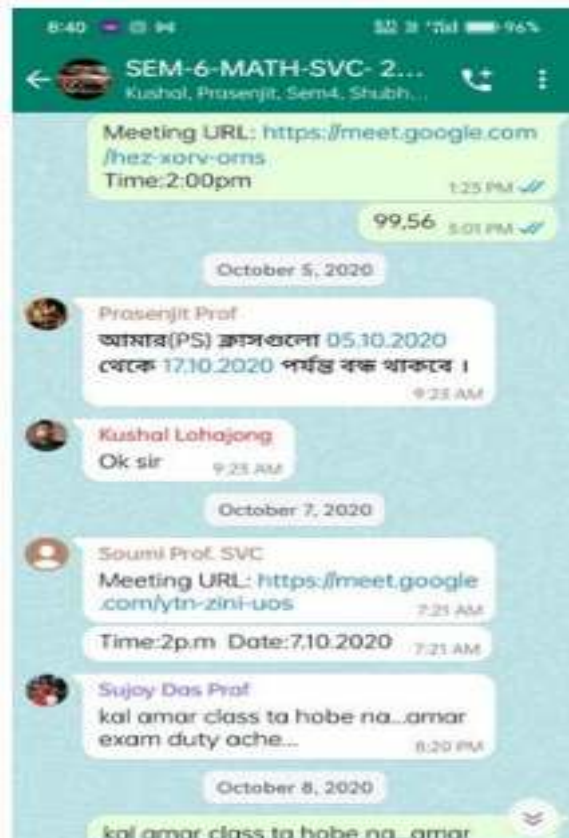 8:40
96%
SEM-6-MATH-SVC- 2...
Kushal, Prasenjit, Sem4, Shubh...
Meeting URL: https://meet.google.com
/hez-xorv-oms
Time:2:00pm
1:25 PM
99,56 5:01 PM
October 5, 2020
Prasenjit Prof
আমার(PS) ক্লাসগুলো 05.10.2020
থেকে 17.10.2020 পর্যন্ত বন্ধ থাকবে ।
9:23 AM
Kushal Lohajong
Ok sir 9:25 AM
October 7, 2020
Soumi Prof. SVC
Meeting URL: https://meet.google
.com/ytn-zini-uos
7:21 AM
Time:2p.m Date:7.10.2020 7:21 AM
Sujoy Das Prof
kal amar class ta hobe na...amar
exam duty ache...
8:20 PM
October 8, 2020
kal amar class ta hobe na...amar